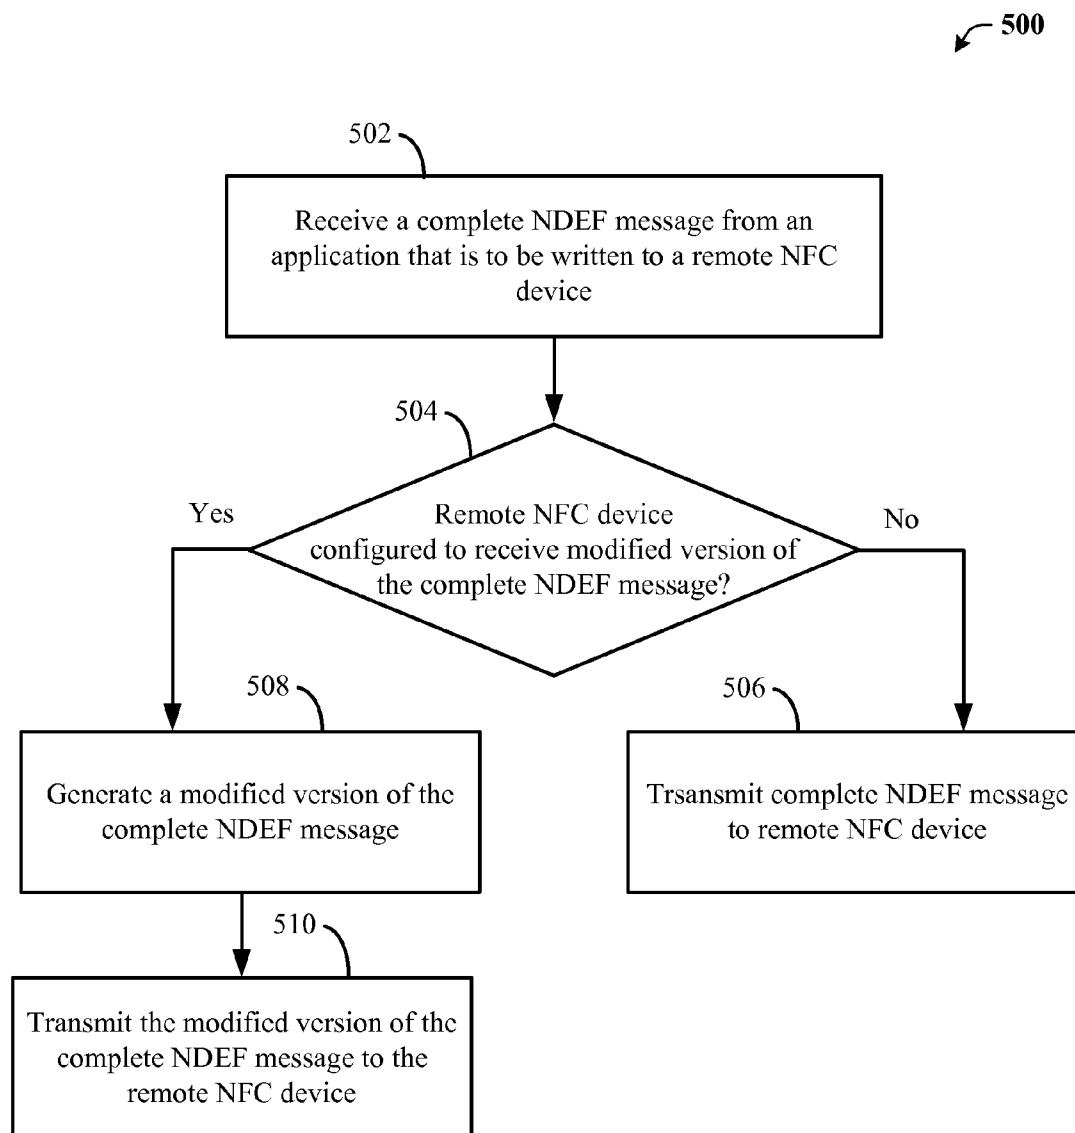 500
502
Receive a complete NDEF message from an
application that is to be written to a remote NFC
device
504
Yes
Remote NFC device
configured to receive modified version of
the complete NDEF message?
No
508
Generate a modified version of the
complete NDEF message
506
Trsansmit complete NDEF message
to remote NFC device
510
Transmit the modified version of the
complete NDEF message to the
remote NFC device